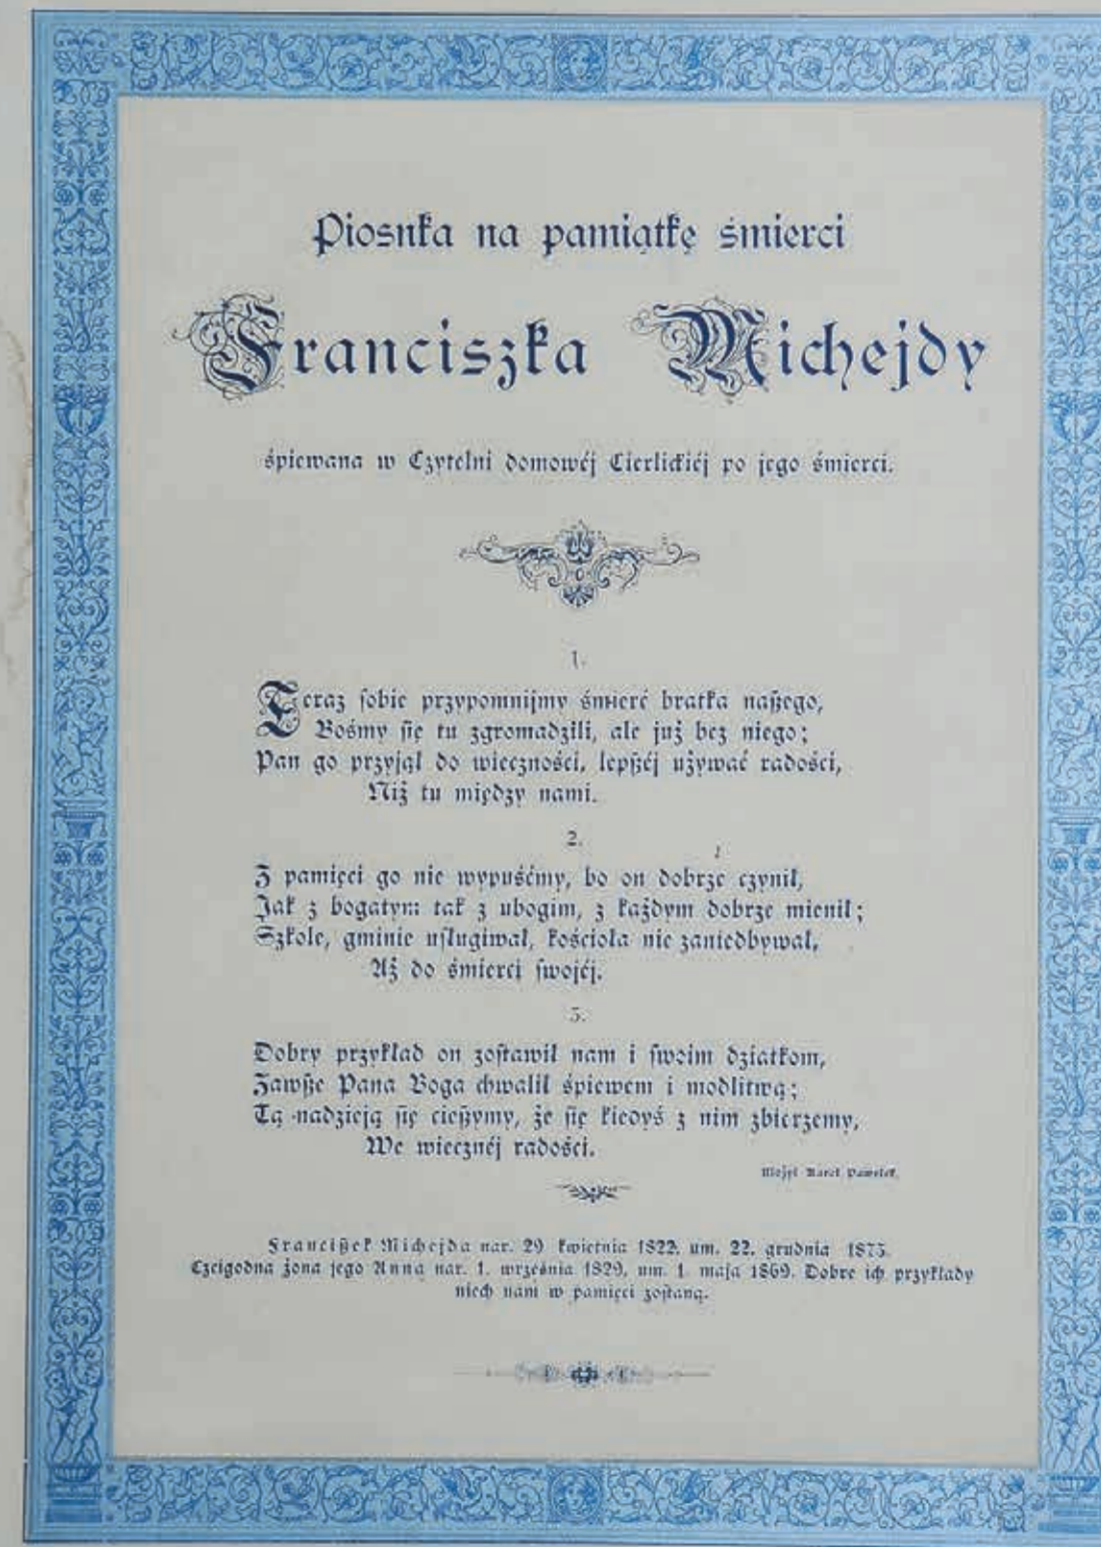 Piosnka na pamiątkę śmierci
Franciszka Michejdy
śpiewana w Czytelni domowéj Cierlickiéj po jego śmierci.
1.
Teraz sobie przypomnijmy śmierć bratka naszego,
Bośmy się tu zgromadzili, ale już bez niego;
Pan go przyjął do wieczności, lepszéj używać radości,
Niż tu między nami.
2.
Z pamięci go nie wypuśćmy, bo on dobrze czynił,
Jak z bogatym tak z ubogim, z każdym dobrze mienił;
Szkole, gminie usługiwał, kościoła nie zaniedbywał,
Aż do śmierci swojéj.
3.
Dobry przykład on zostawił nam i swoim dziatkom,
Zawsze Pana Boga chwalił śpiewem i modlitwą;
Tą nadzieją się cieszymy, że się kiedyś z nim zbierzemy,
We wiecznéj radości.
Ułożył Karol Pawelek.
Franciszek Michejda nar. 29 kwietnia 1822, um. 22. grudnia
Czcigodna żona jego Anna nar. 1. września 1829, um. 1. maja 1869. Dobre ich przykłady
niech nam w pamięci zostaną.